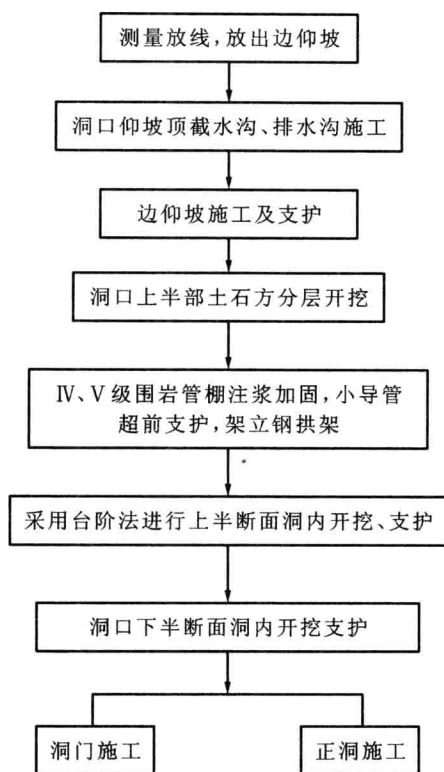 测量放线，放出边仰坡
洞口仰坡顶截水沟、排水沟施工
边仰坡施工及支护
洞口上半部土石方分层开挖
Ⅳ、Ⅴ级围岩管棚注浆加固，小导管
超前支护，架立钢拱架
采用台阶法进行上半断面洞内开挖、支护
洞口下半断面洞内开挖支护
洞门施工
正洞施工